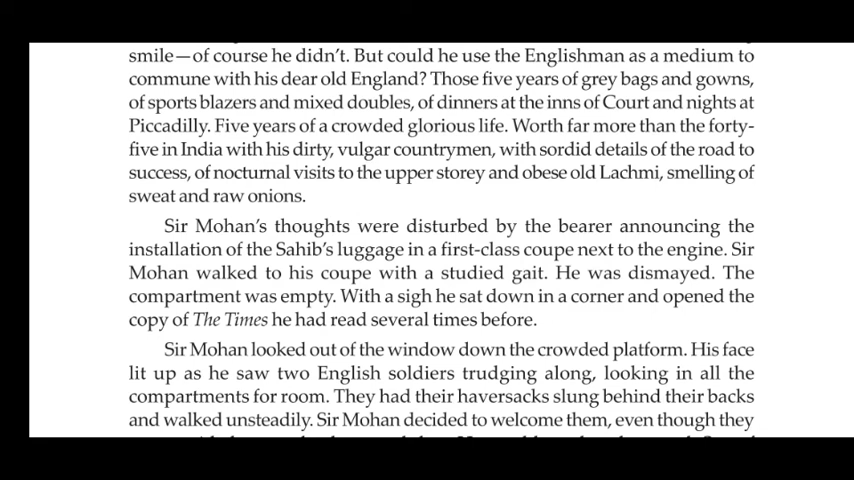 smile—of course he didn't. But could he use the Englishman as a medium to
commune with his dear old England? Those five years of grey bags and gowns,
of sports blazers and mixed doubles, of dinners at the inns of Court and nights at
Piccadilly. Five years of a crowded glorious life. Worth far more than the forty-
five in India with his dirty, vulgar countrymen, with sordid details of the road to
success, of nocturnal visits to the upper storey and obese old Lachmi, smelling of
sweat and raw onions.
Sir Mohan's thoughts were disturbed by the bearer announcing the
installation of the Sahib's luggage in a first-class coupe next to the engine. Sir
Mohan walked to his coupe with a studied gait. He was dismayed. The
compartment was empty. With a sigh he sat down in a corner and opened the
copy of The Times he had read several times before.
Sir Mohan looked out of the window down the crowded platform. His face
lit up as he saw two English soldiers trudging along, looking in all the
compartments for room. They had their haversacks slung behind their backs
and walked unsteadily. Sir Mohan decided to welcome them, even though they